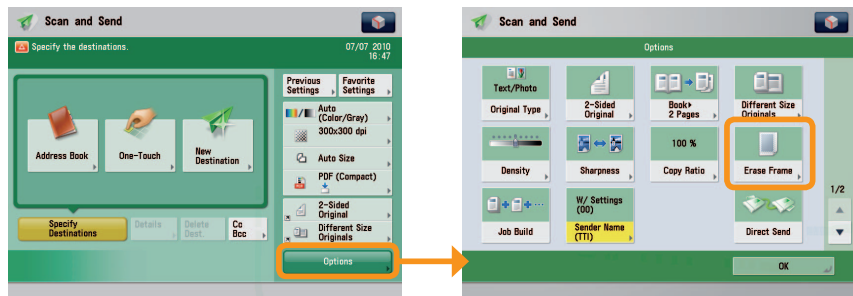 Scan and Send
Specify the destinations.
07/07 2010
16:47
Previous
Settings
Favorite
Settings
Auto
(Color/Gray)
300x300 dpi
Auto Size
PDF (Compact)
2-Sided
Original
Different Size
Originals
Options
Address Book
One-Touch
New
Destination
Specify
Destinations
Details
Delete
Dest.
Cc
Bcc
Scan and Send
Options
Text/Photo
Original Type
2-Sided
Original
Book▸
2 Pages
Different Size
Originals
Density
Sharpness
100 %
Copy Ratio
Erase Frame
1/2
Job Build
W/ Settings
(00)
Sender Name
(TTI)
Direct Send
OK